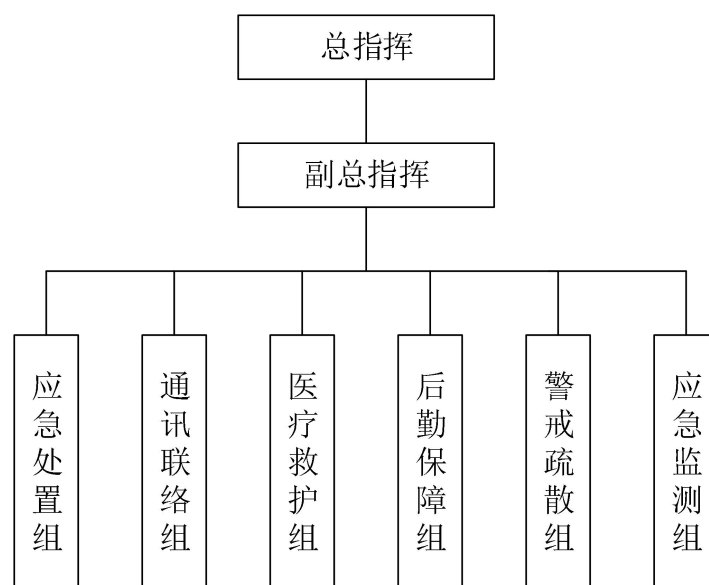 总指挥
副总指挥
应急处置组
通讯联络组
医疗救护组
后勤保障组
警戒疏散组
应急监测组